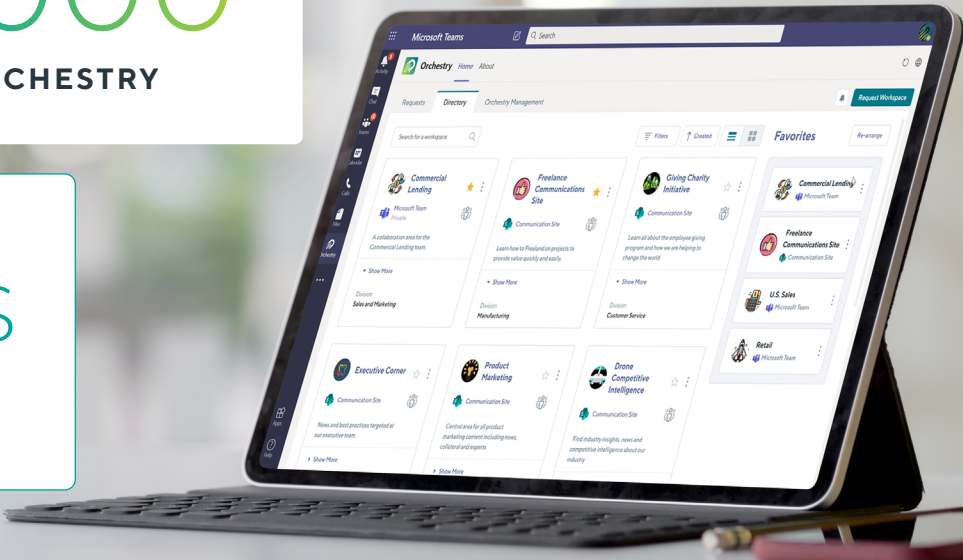 CHESTRY
S
Microsoft Teams
Search
Activity
Chat
Teams
Calendar
Calls
Files
Orchestry
Apps
Help
Orchestry Home About
Requests Directory Orchestry Management
Request Workspace
Search for a workspace
Filters
Created
Favorites
Re-arrange
Commercial
Lending
Microsoft Team
Private
A collaboration area for the
Commercial Lending team
Show More
Division
Sales and Marketing
Freelance
Communications
Site
Communication Site
Learn how to Freeland on projects to
provide value quickly and easily.
Show More
Division
Manufacturing
Giving Charity
Initiative
Communication Site
Learn all about the employee giving
program and how we are helping to
change the world
Show More
Division
Customer Service
Commercial Lending
Microsoft Team
Freelance
Communications Site
Communication Site
U.S. Sales
Microsoft Team
Retail
Microsoft Team
Executive Corner
Communication Site
News and best practices targeted at
our executive team
Show More
Product
Marketing
Communication Site
Central area for all product
marketing content including news,
collateral and experts
Show More
Drone
Competitive
Intelligence
Communication Site
Find industry insights, news and
competitive intelligence about our
industry